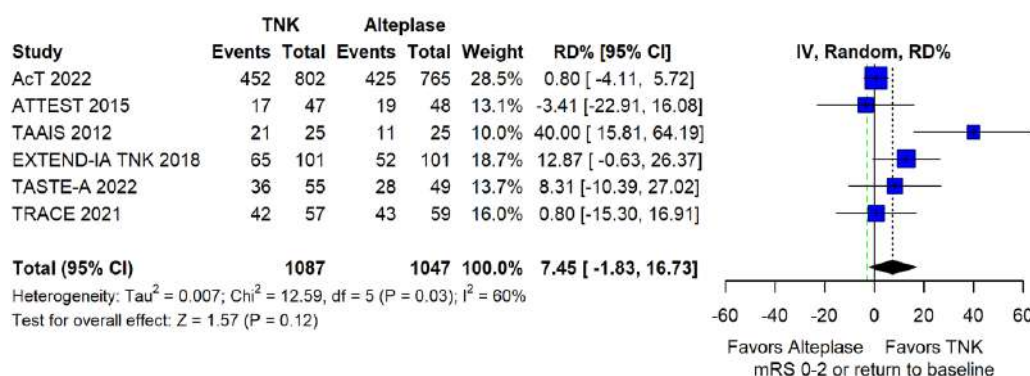 TNK Alteplase
Study Events Total Events Total Weight RD% [95% CI] IV, Random, RD%
AcT 2022 452 802 425 765 28.5% 0.80 [ -4.11, 5.72]
ATTEST 2015 17 47 19 48 13.1% -3.41 [-22.91, 16.08]
TAAIS 2012 21 25 11 25 10.0% 40.00 [ 15.81, 64.19]
EXTEND-IA TNK 2018 65 101 52 101 18.7% 12.87 [ -0.63, 26.37]
TASTE-A 2022 36 55 28 49 13.7% 8.31 [-10.39, 27.02]
TRACE 2021 42 57 43 59 16.0% 0.80 [-15.30, 16.91]
Total (95% CI) 1087 1047 100.0% 7.45 [ -1.83, 16.73]
Heterogeneity: Tau² = 0.007; Chi² = 12.59, df = 5 (P = 0.03); I² = 60%
Test for overall effect: Z = 1.57 (P = 0.12)
-60 -40 -20 0 20 40 60
Favors Alteplase Favors TNK
mRS 0-2 or return to baseline